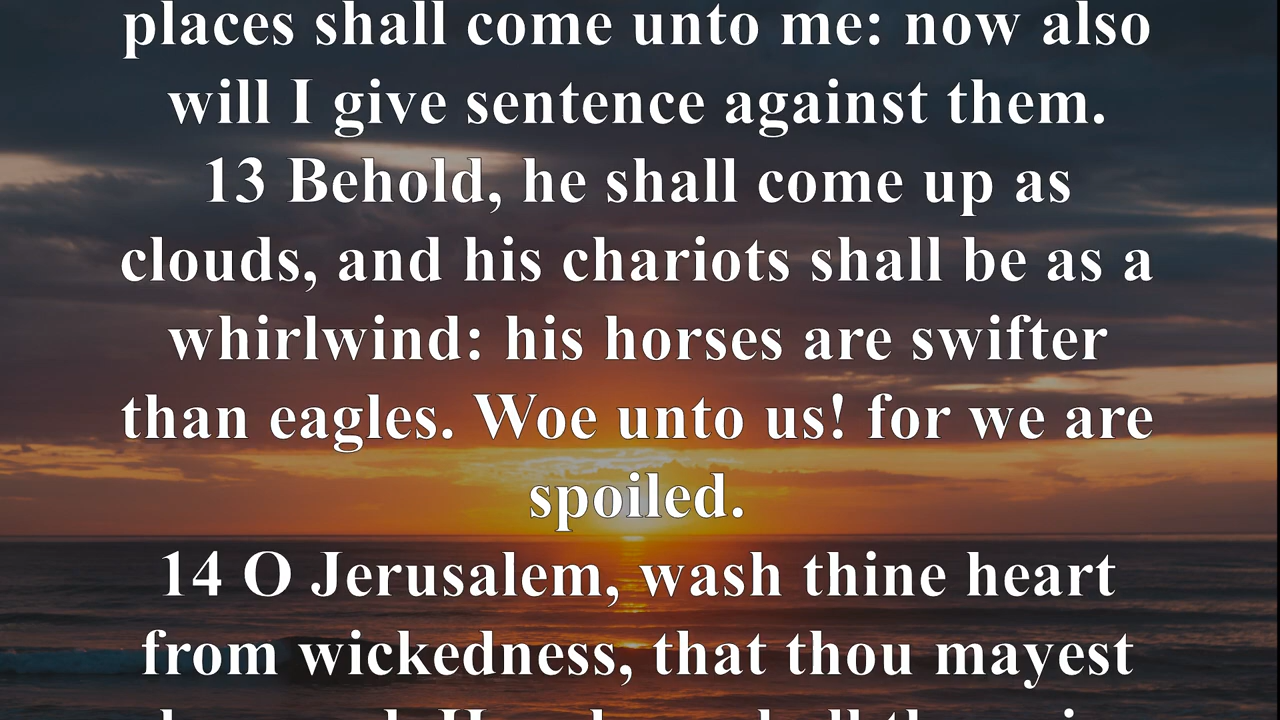 places shall come unto me: now also
will I give sentence against them.
13 Behold, he shall come up as
clouds, and his chariots shall be as a
whirlwind: his horses are swifter
than eagles. Woe unto us! for we are
spoiled.
14 O Jerusalem, wash thine heart
from wickedness, that thou mayest